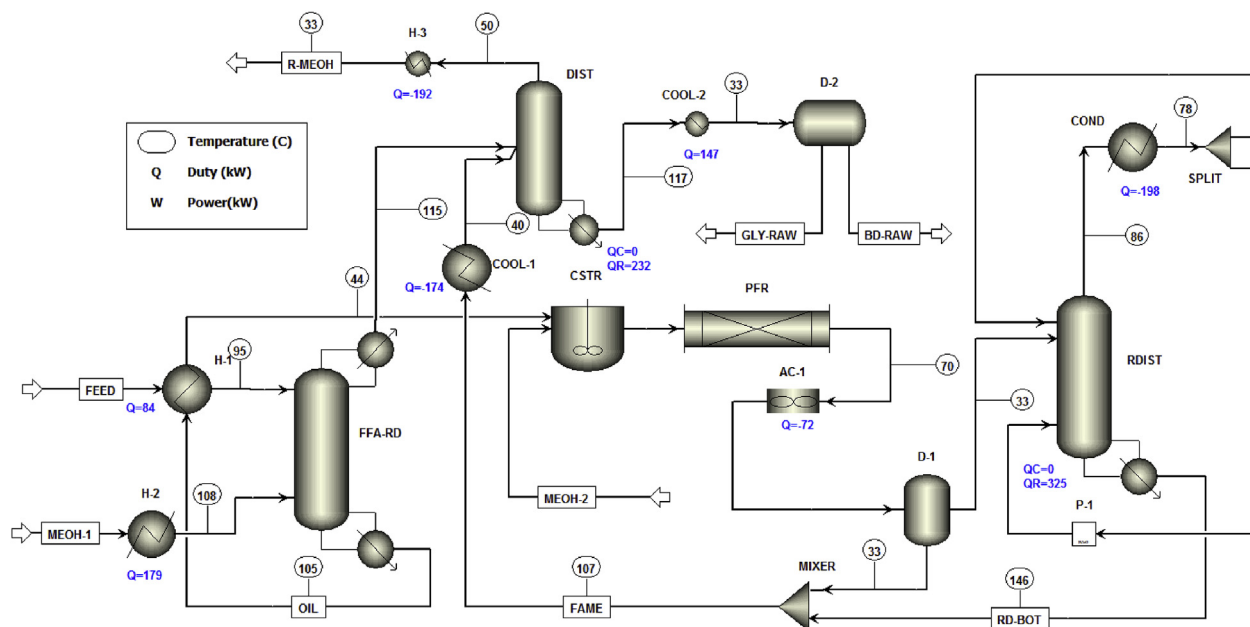 33
H-3
50
R-MEOH
Q=-192
DIST
COOL-2
33
D-2
Q=147
117
COND
78
Q=-198
SPLIT
86
Temperature (C)
Q Duty (kW)
W Power(kW)
115
40
COOL-1
Q=-174
QC=0
QR=232
GLY-RAW
BD-RAW
44
CSTR
PFR
H-1
95
FEED
Q=84
FFA-RD
70
AC-1
Q=-72
33
RDIST
H-2
108
MEOH-1
Q=179
MEOH-2
D-1
QC=0
QR=325
P-1
105
OIL
107
FAME
MIXER
33
146
RD-BOT